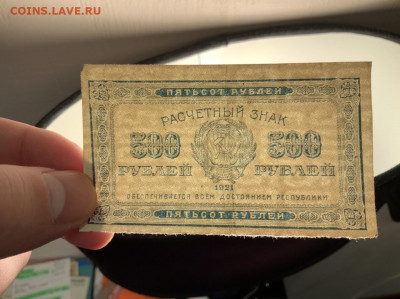 COINS.LAVE.RU
ПЯТЬСОТ РУБЛЕЙ
РАСЧЕТНЫЙ ЗНАК
500 500
РУБЛЕЙ РУБЛЕЙ
1921
ОБЕСПЕЧИВАЕТСЯ ВСЕМ ДОСТОЯНИЕМ РЕСПУБЛИКИ
ПЯТЬСОТ РУБЛЕЙ